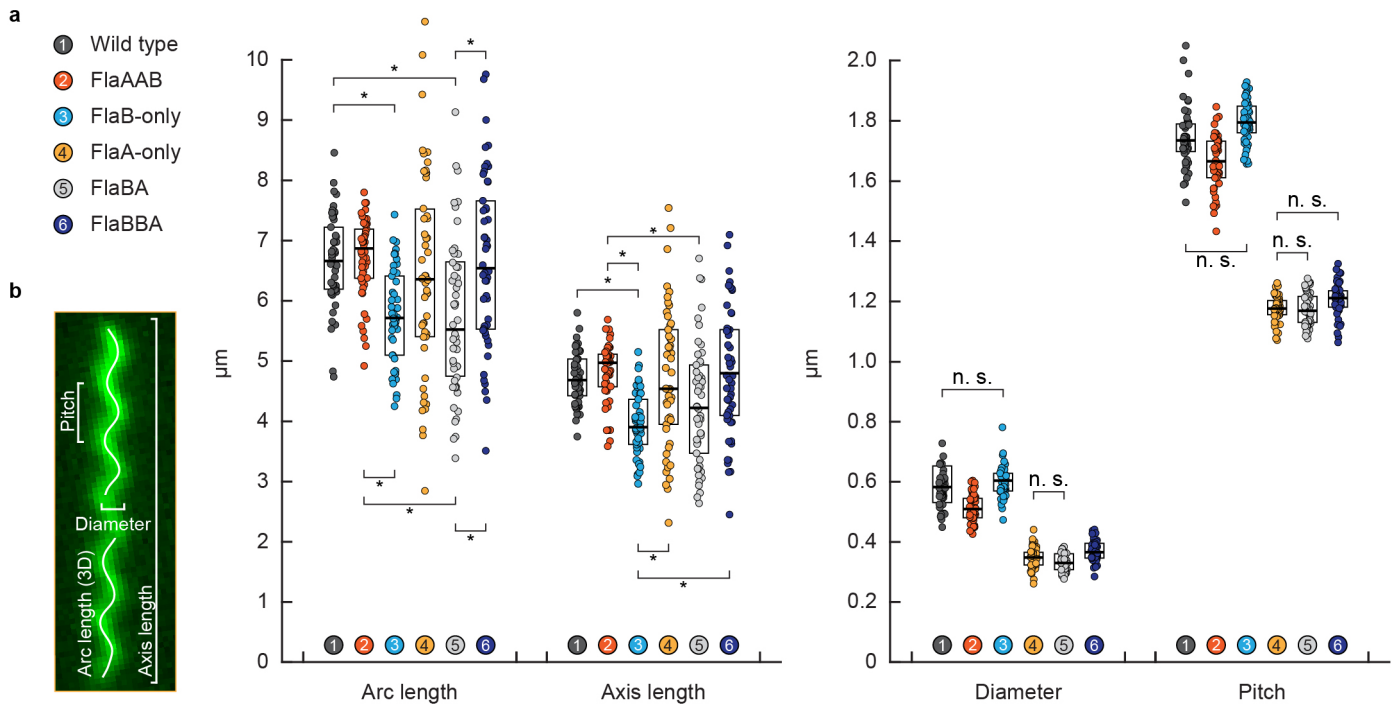 a
1 Wild type
2 FlaAAB
3 FlaB-only
4 FlaA-only
5 FlaBA
6 FlaBBA
b
Pitch
Diameter
Arc length (3D)
Axis length
µm
10
9
8
7
6
5
4
3
2
1
0
* * *
* * *
* * *
* * 
1 2 3 4 5 6
1 2 3 4 5 6
Arc length
Axis length
µm
2.0
1.8
1.6
1.4
1.2
1.0
0.8
0.6
0.4
0.2
0
n. s.
n. s.
n. s.
n. s.
n. s.
1 2 3 4 5 6
1 2 3 4 5 6
Diameter
Pitch